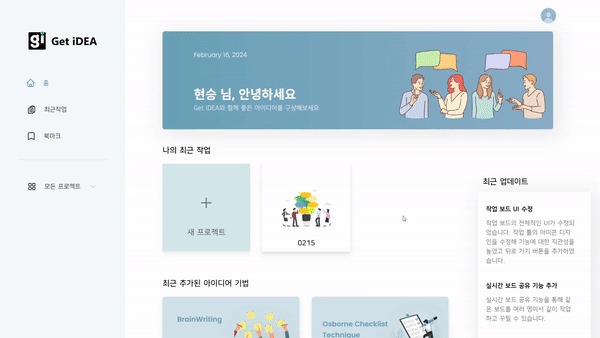 gi Get iDEA
홈
최근작업
북마크
모든 프로젝트
February 16, 2024
현승 님, 안녕하세요
Get iDEA와 함께 좋은 아이디어를 구상해보세요
나의 최근 작업
새 프로젝트
0215
최근 추가된 아이디어 기법
BrainWriting
Osborne Checklist
Technique
최근 업데이트
작업 보드 UI 수정
작업 보드의 전체적인 UI가 수정되
었습니다. 작업 툴의 아이콘 디자
인을 수정해 기능에 대한 직관성을
높였고 뒤로 가기 버튼을 추가하였
습니다.
실시간 보드 공유 기능 추가
실시간 보드 공유 기능을 통해 같
은 보드를 여러 명이서 같이 작업
하고 꾸밀 수 있습니다.